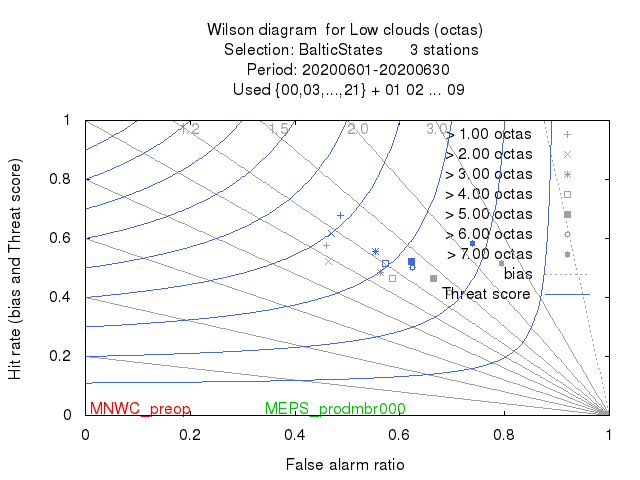 Wilson diagram  for Low clouds (octas)
Selection: BalticStates      3 stations
Period: 20200601-20200630
Used {00,03,...,21} + 01 02 ... 09
Hit rate (bias and Threat score)
1
0.8
0.6
0.4
0.2
0
1.2
1.5
2.0
3.0
> 1.00 octas
> 2.00 octas
> 3.00 octas
> 4.00 octas
> 5.00 octas
> 6.00 octas
> 7.00 octas
bias
Threat score
MNWC_preop
MEPS_prodmbr000
0
0.2
0.4
0.6
0.8
1
False alarm ratio